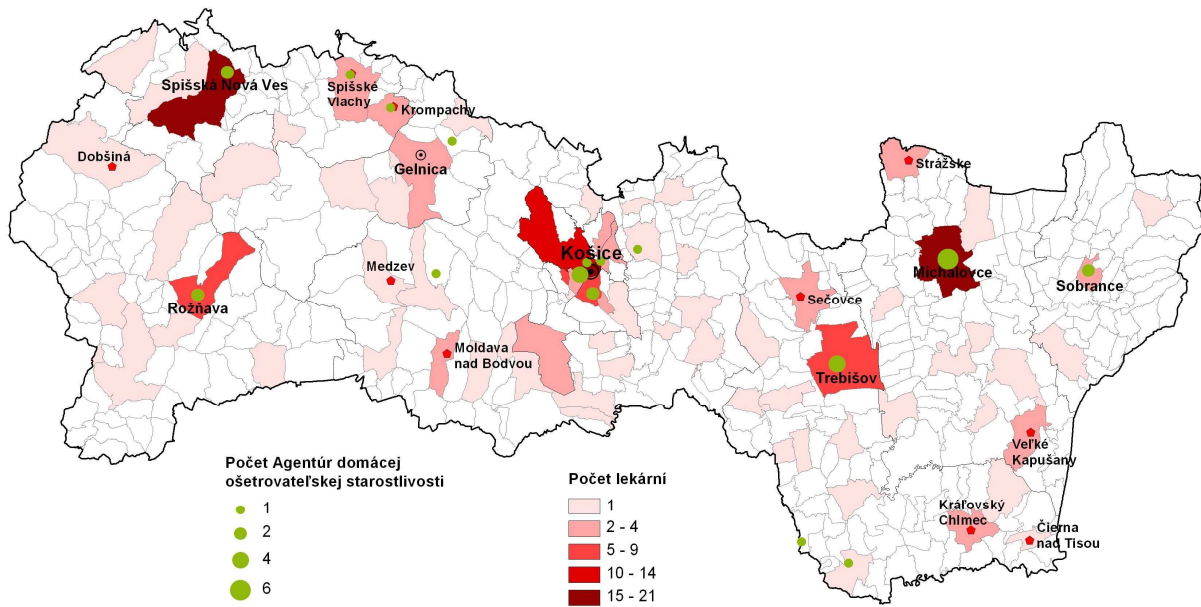 Spišská Nová Ves
Spišské
Vlachy
Krompachy
Dobšiná
Gelnica
Strážske
Košice
Medzev
Michalovce
Sobrance
Rožňava
Sečovce
Moldava
nad Bodvou
Trebišov
Veľké
Kapušany
Kráľovský
Chlmec
Čierna
nad Tisou
Počet Agentúr domácej
ošetrovateľskej starostlivosti
1
2
4
6
Počet lekární
1
2 - 4
5 - 9
10 - 14
15 - 21